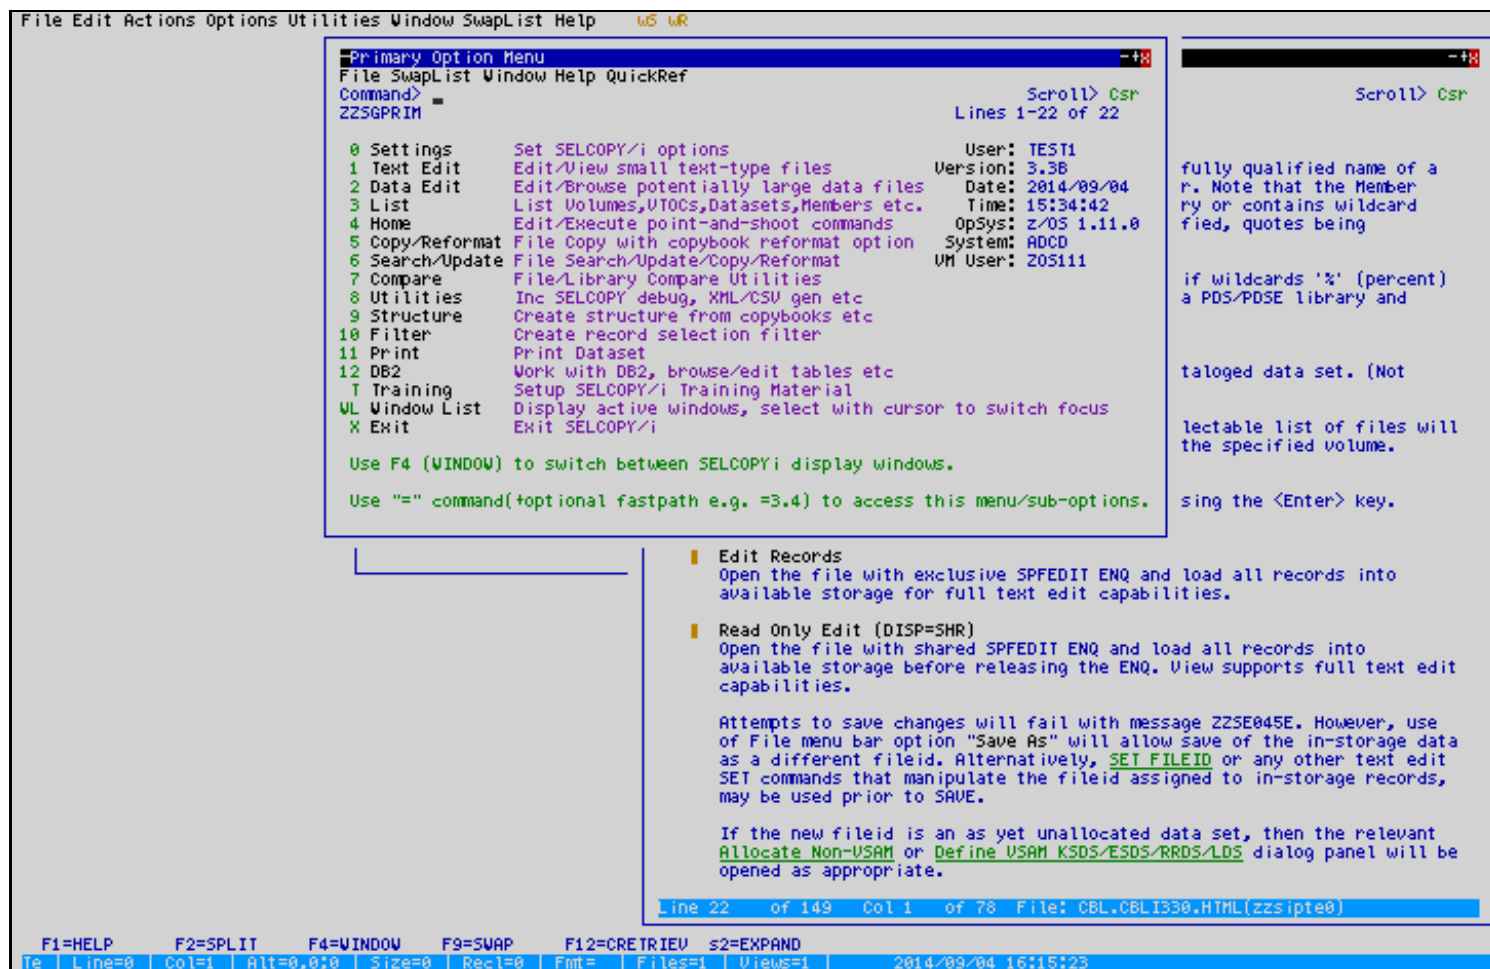 File Edit Actions Options Utilities Window SwapList Help wS wR
Primary Option Menu -+x
File SwapList Window Help QuickRef
Command> Scroll> Csr
ZZSGPRIM Lines 1-22 of 22
0 Settings Set SELCOPY/i options User: TEST1
1 Text Edit Edit/View small text-type files Version: 3.3B
2 Data Edit Edit/Browse potentially large data files Date: 2014/09/04
3 List List Volumes,VTOCs,Datasets,Members etc. Time: 15:34:42
4 Home Edit/Execute point-and-shoot commands OpSys: z/OS 1.11.0
5 Copy/Reformat File Copy with copybook reformat option System: ADCD
6 Search/Update File Search/Update/Copy/Reformat VM User: ZOS111
7 Compare File/Library Compare Utilities
8 Utilities Inc SELCOPY debug, XML/CSV gen etc
9 Structure Create structure from copybooks etc
10 Filter Create record selection filter
11 Print Print Dataset
12 DB2 Work with DB2, browse/edit tables etc
T Training Setup SELCOPY/i Training Material
WL Window List Display active windows, select with cursor to switch focus
X Exit Exit SELCOPY/i
Use F4 (WINDOW) to switch between SELCOPYi display windows.
Use "=" command(+optional fastpath e.g. =3.4) to access this menu/sub-options.
-+x
Scroll> Csr
fully qualified name of a
r. Note that the Member
ry or contains wildcard
fied, quotes being
if wildcards '%' (percent)
a PDS/PDSE library and
taloged data set. (Not
lectable list of files will
the specified volume.
sing the <Enter> key.
Edit Records
Open the file with exclusive SPFEDIT ENQ and load all records into
available storage for full text edit capabilities.
Read Only Edit (DISP=SHR)
Open the file with shared SPFEDIT ENQ and load all records into
available storage before releasing the ENQ. View supports full text edit
capabilities.
Attempts to save changes will fail with message ZZSE045E. However, use
of File menu bar option "Save As" will allow save of the in-storage data
as a different fileid. Alternatively, SET FILEID or any other text edit
SET commands that manipulate the fileid assigned to in-storage records,
may be used prior to SAVE.
If the new fileid is an as yet unallocated data set, then the relevant
Allocate Non-VSAM or Define VSAM KSDS/ESDS/RRDS/LDS dialog panel will be
opened as appropriate.
Line 22 of 149 Col 1 of 78 File: CBL.CBLI330.HTML(zzsipte0)
F1=HELP F2=SPLIT F4=WINDOW F9=SWAP F12=CRETRIEV s2=EXPAND
Te | Line=0 | Col=1 | Alt=0,0;0 | Size=0 | Recl=0 | Fmt= | Files=1 | Views=1 | 2014/09/04 16:15:23